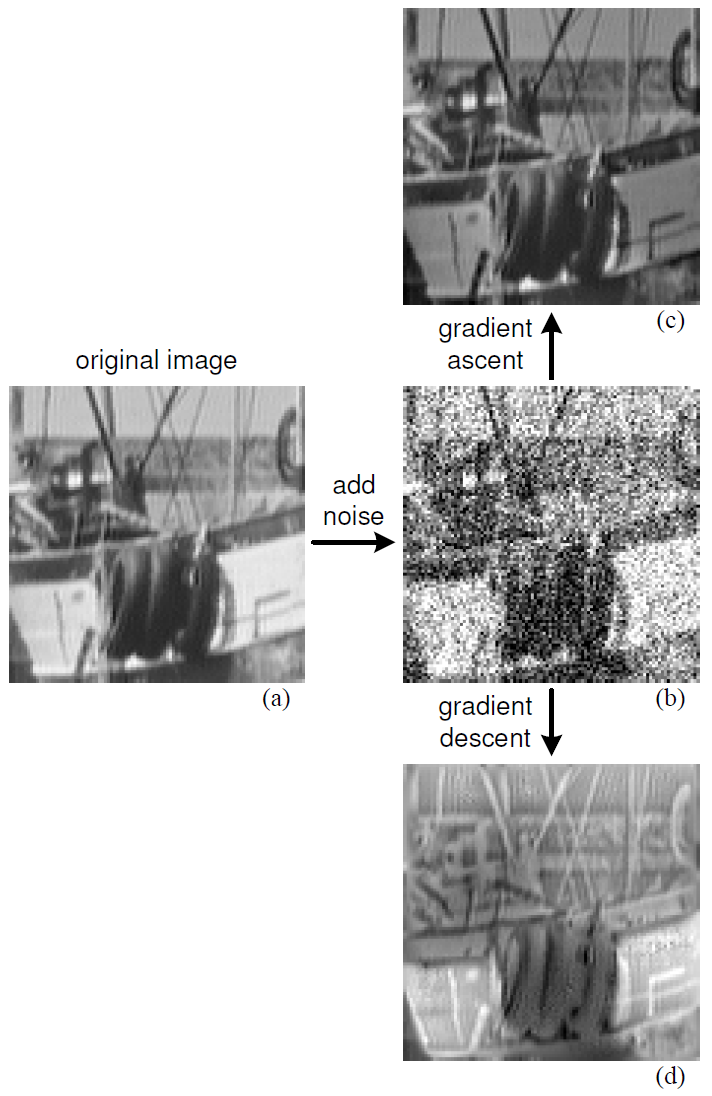 (c)
gradient
ascent
original image
add
noise
(a)
(b)
gradient
descent
(d)